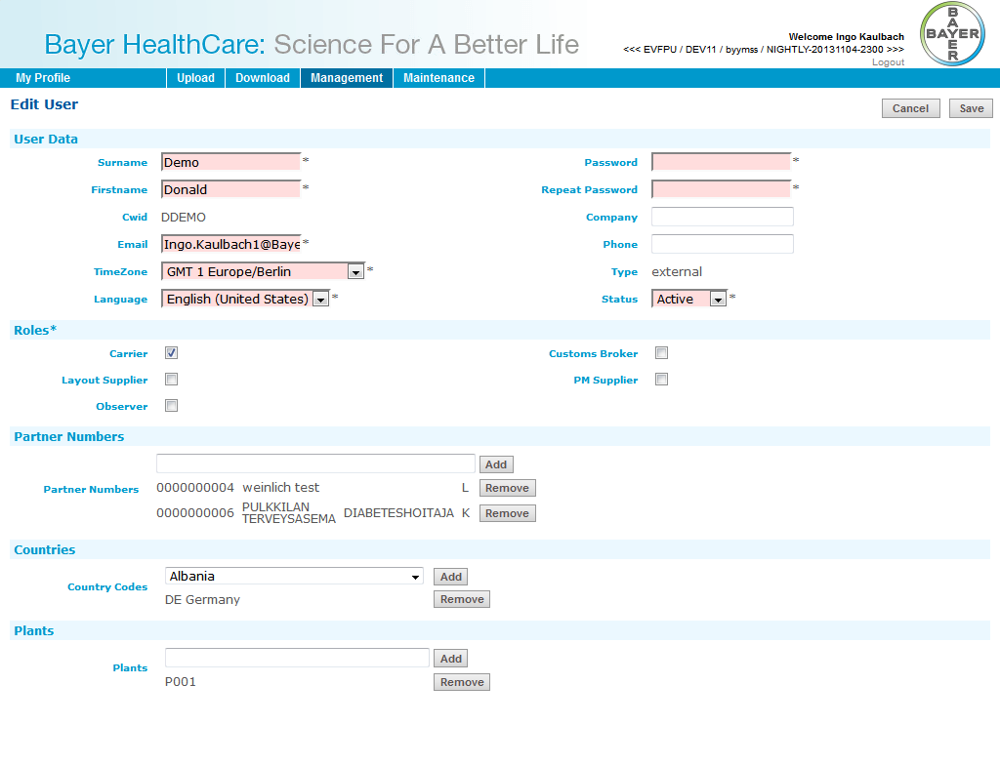 Bayer HealthCare: Science For A Better Life
Welcome Ingo Kaulbach
<<< EVFPU / DEV11 / byymss / NIGHTLY-20131104-2300 >>>
Logout
BAYER
BAYER
My Profile Upload Download Management Maintenance
Edit User
Cancel Save
User Data
Surname Demo * Password *
Firstname Donald * Repeat Password *
Cwid DDEMO Company
Email Ingo.Kaulbach1@Baye * Phone
TimeZone GMT 1 Europe/Berlin * Type external
Language English (United States) * Status Active *
Roles*
Carrier Customs Broker
Layout Supplier PM Supplier
Observer
Partner Numbers
Add
Partner Numbers 0000000004 weinlich test L Remove
0000000006 PULKKILAN TERVEYSASEMA DIABETESHOITAJA K Remove
Countries
Country Codes Albania Add
DE Germany Remove
Plants
Plants Add
P001 Remove